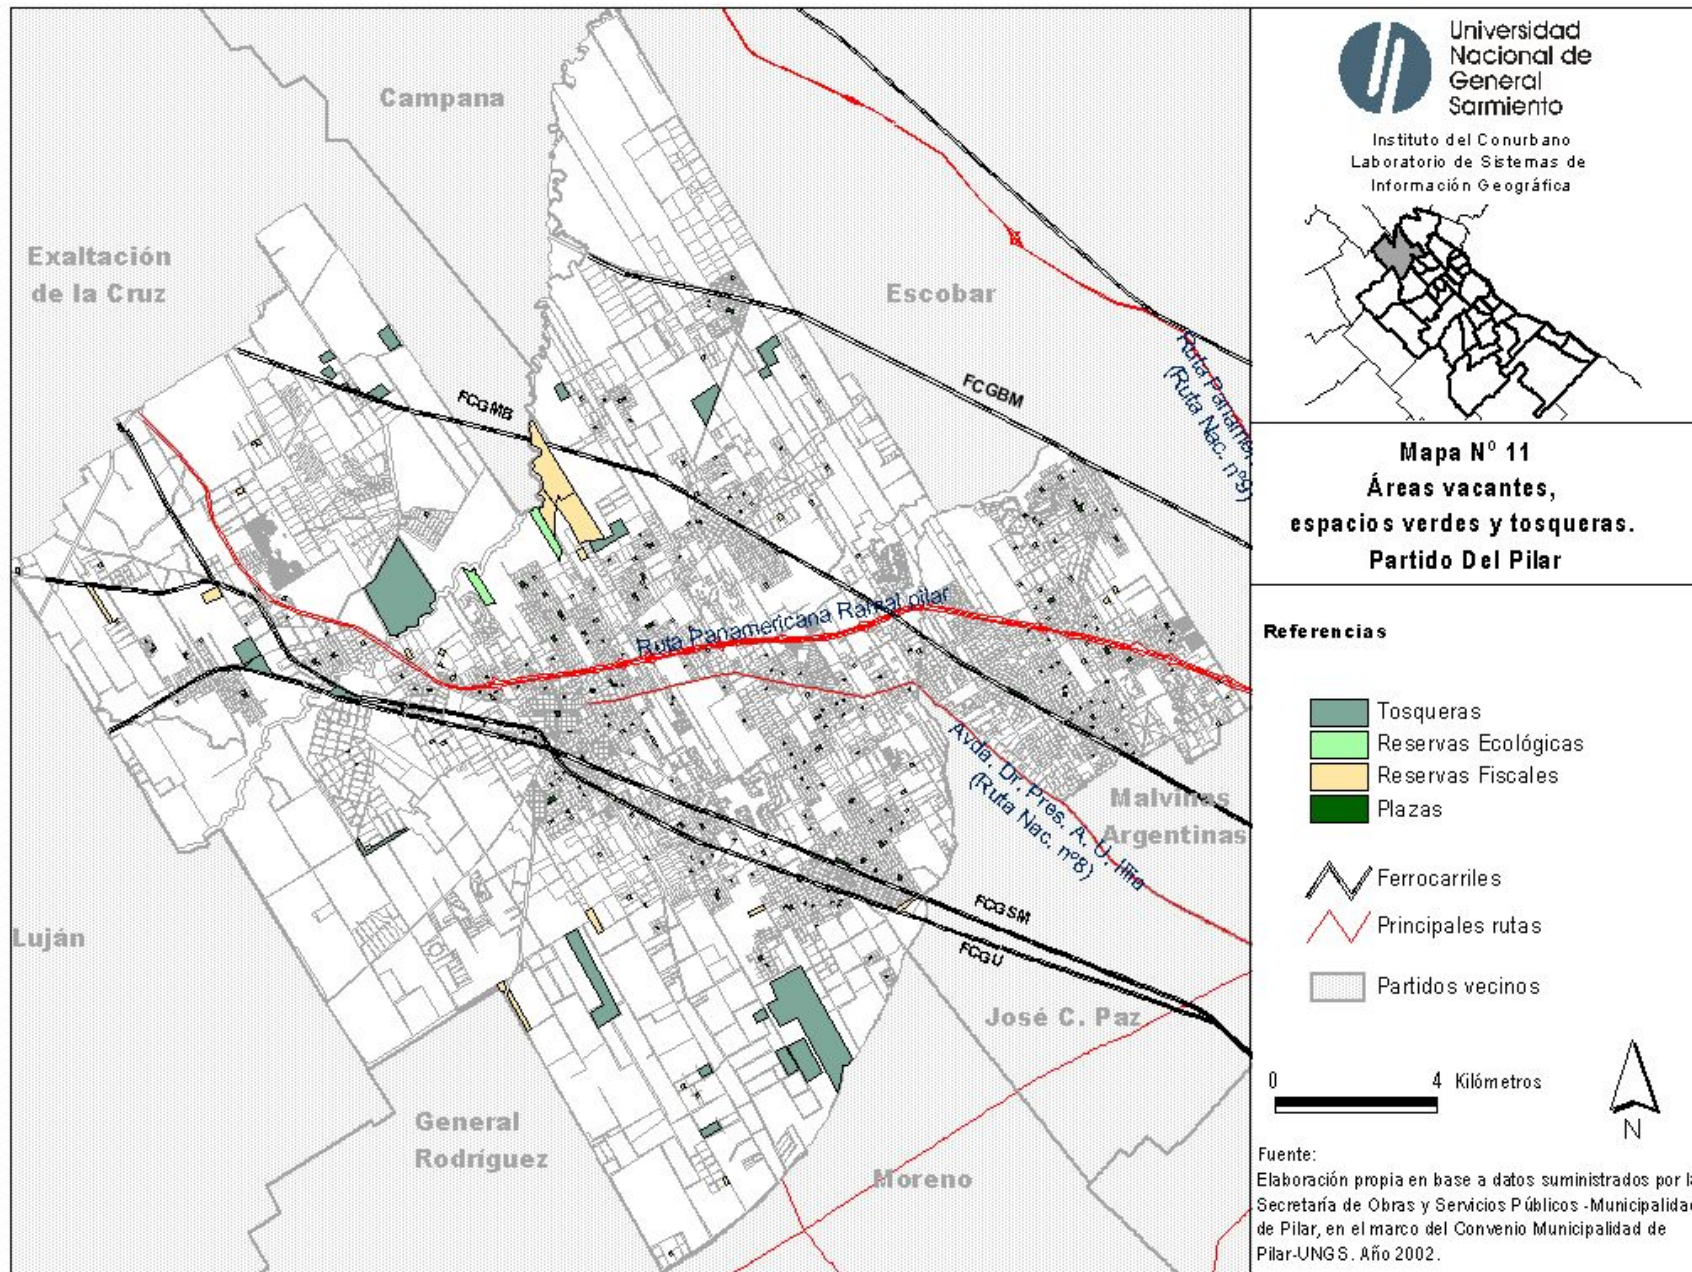 Campana
Exaltación
de la Cruz
Escobar
FCGMB
FCGBM
Ruta Panamericana Ramal pilar
(Ruta Nac. nº9)
Avda. Dr. Pres. A. U. Illia
(Ruta Nac. nº8)
Malvinas
Argentinas
FCGSM
FCGU
Luján
José C. Paz
General
Rodríguez
Moreno
Universidad
Nacional de
General
Sarmiento
Instituto del Conurbano
Laboratorio de Sistemas de
Información Geográfica
Mapa Nº 11
Áreas vacantes,
espacios verdes y tosqueras.
Partido Del Pilar
Referencias
Tosqueras
Reservas Ecológicas
Reservas Fiscales
Plazas
Ferrocarriles
Principales rutas
Partidos vecinos
0 4 Kilómetros
N
Fuente:
Elaboración propia en base a datos suministrados por
Secretaría de Obras y Servicios Públicos -Municipalidad
de Pilar, en el marco del Convenio Municipalidad de
Pilar-UNGS. Año 2002.